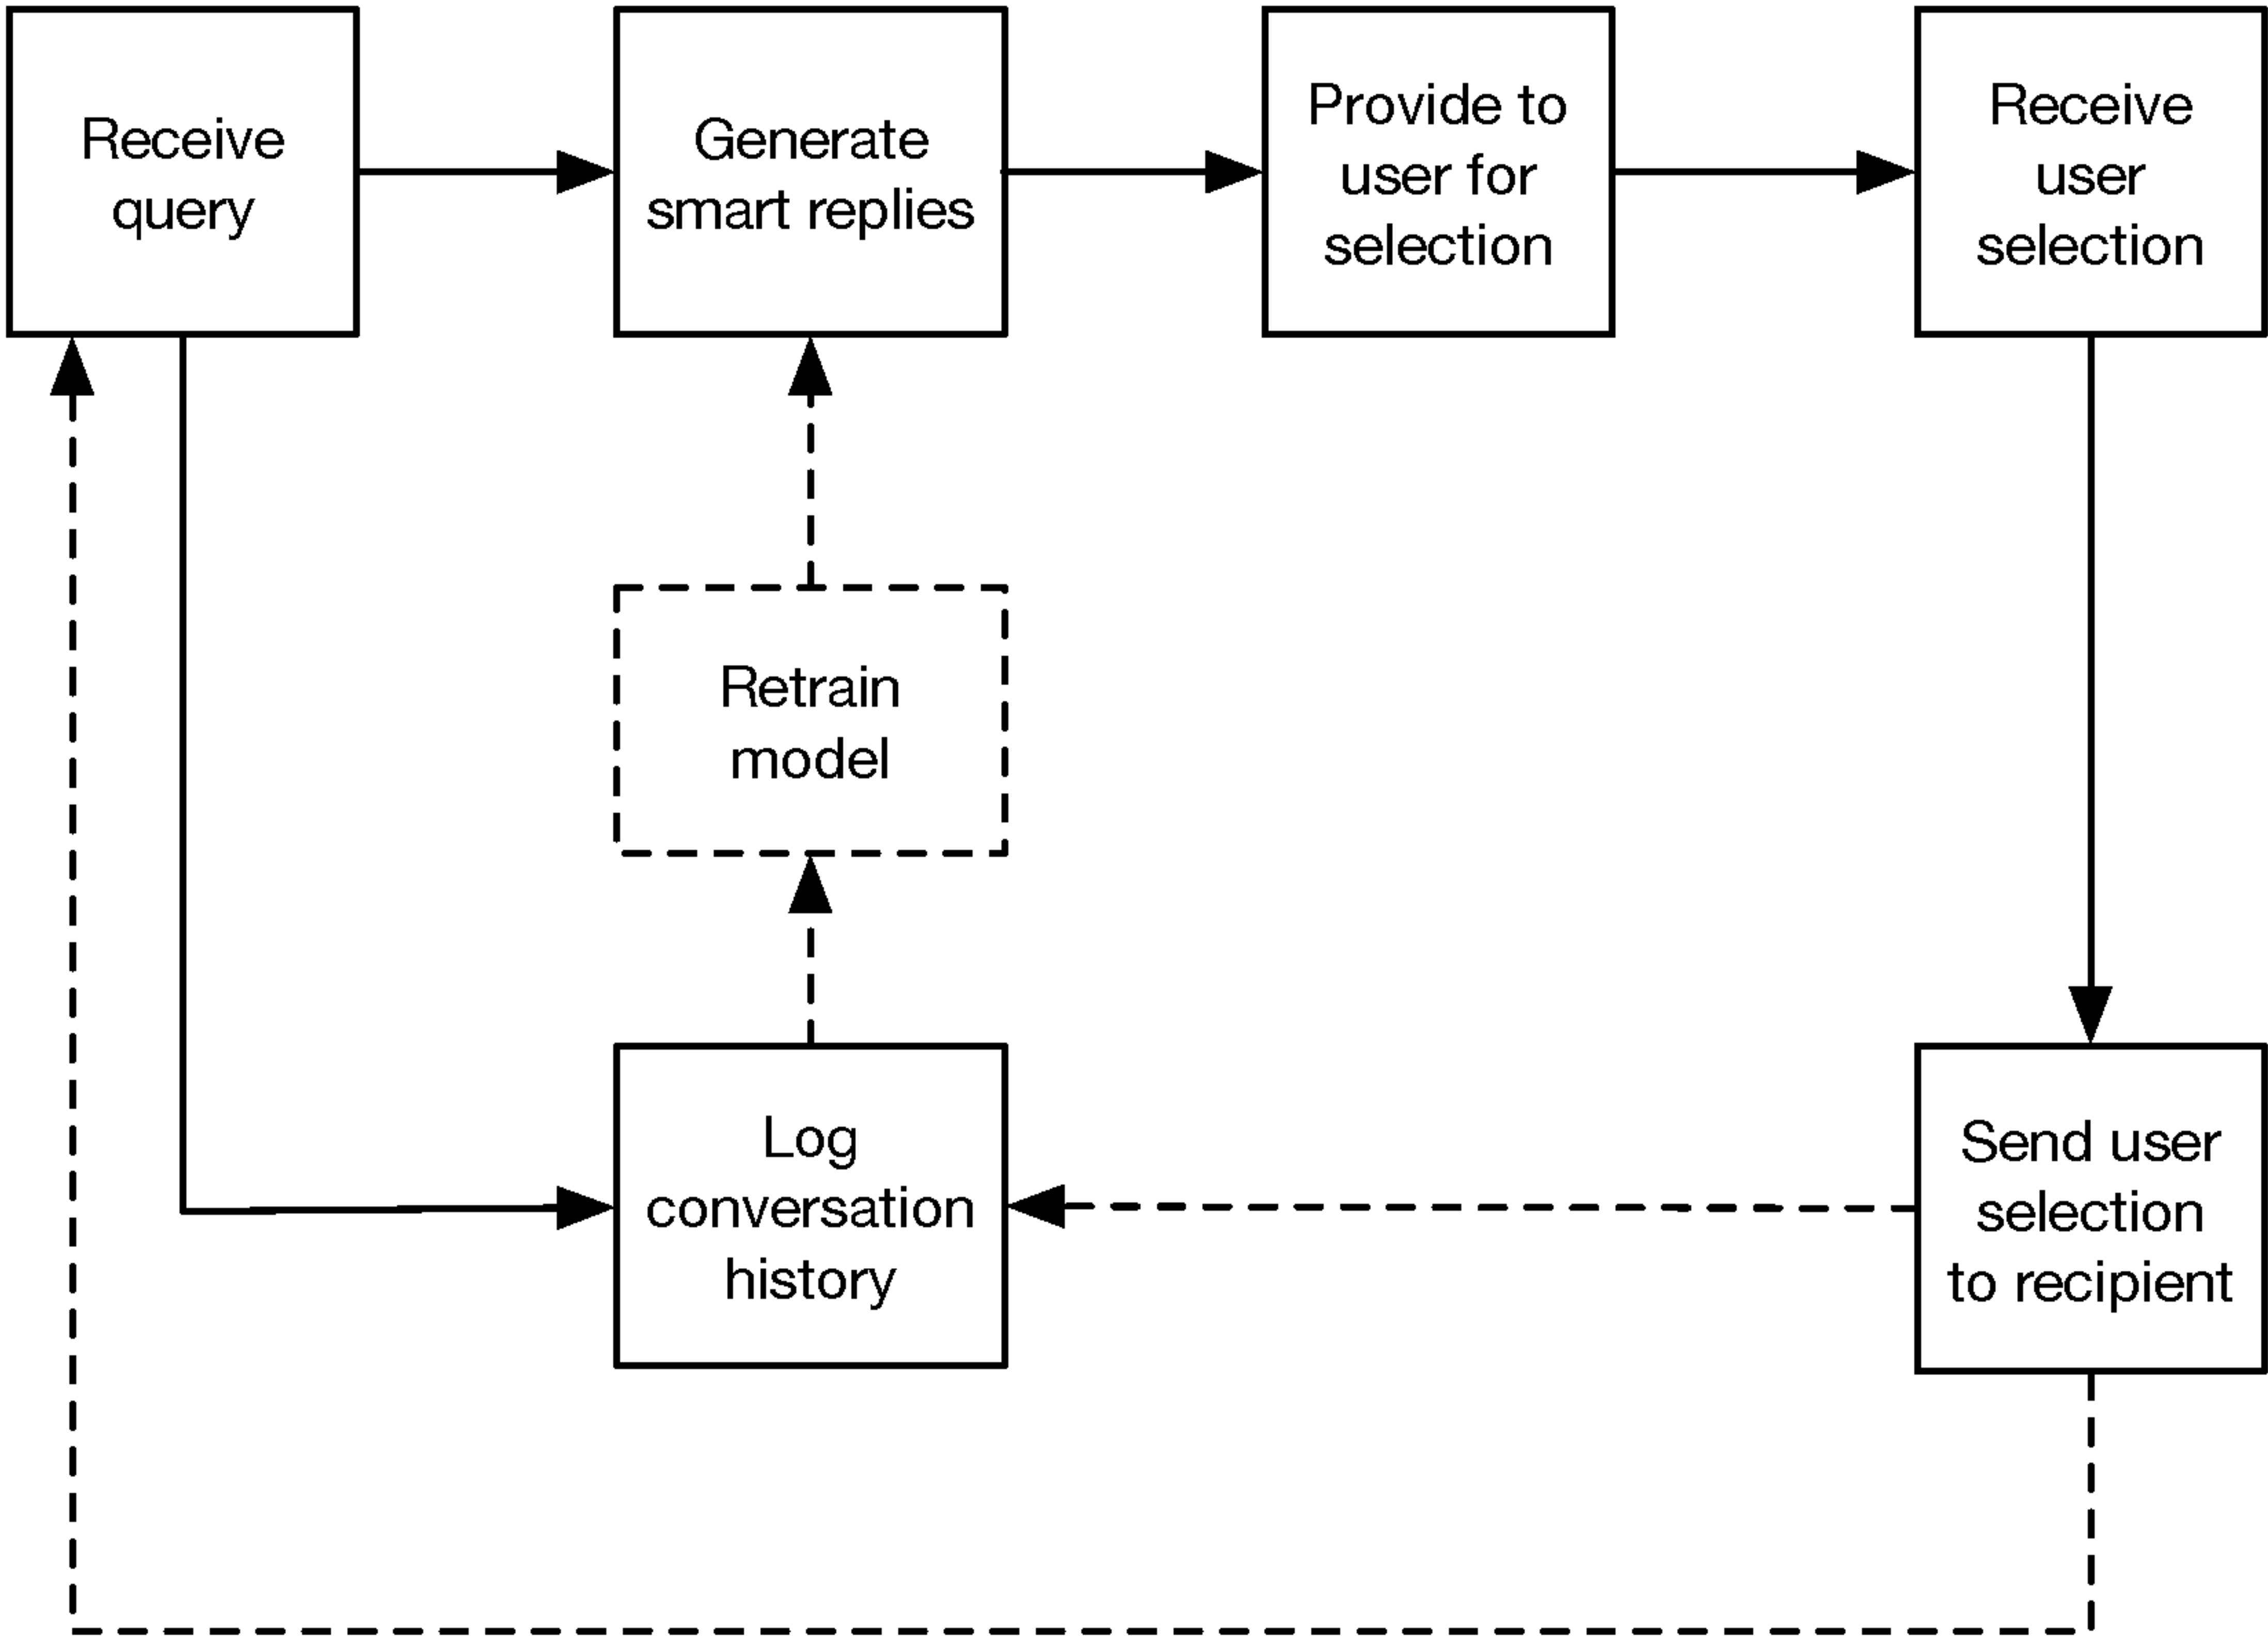 Receive
query
Generate
smart replies
Provide to
user for
selection
Receive
user
selection
Retrain
model
Log
conversation
history
Send user
selection
to recipient